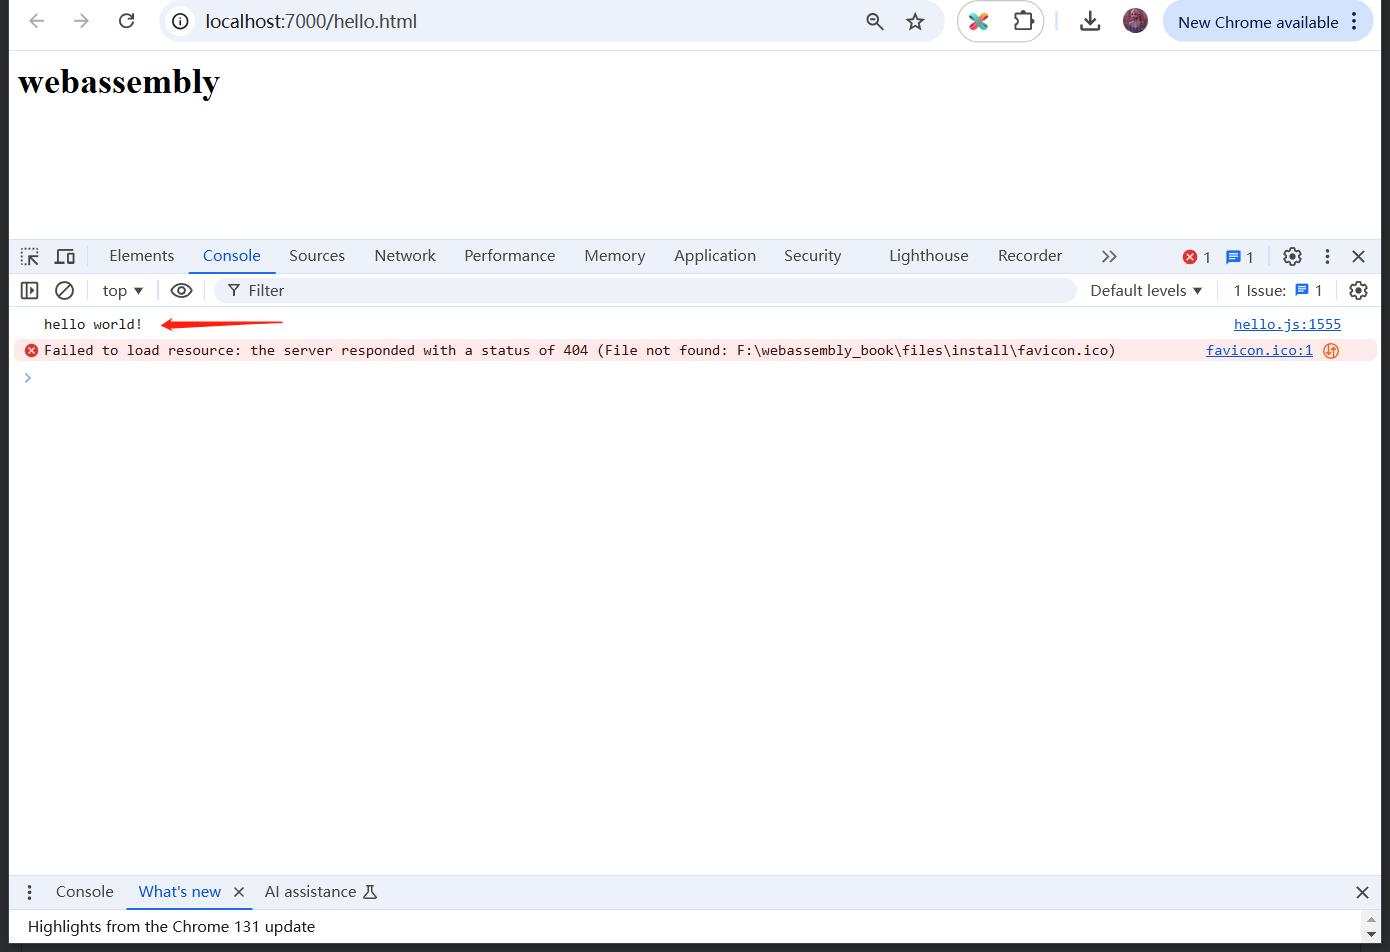 localhost:7000/hello.html New Chrome available
webassembly
Elements Console Sources Network Performance Memory Application Security Lighthouse Recorder 1 1
top Filter Default levels 1 Issue: 1
hello world! hello.js:1555
Failed to load resource: the server responded with a status of 404 (File not found: F:\webassembly_book\files\install\favicon.ico) favicon.ico:1
Console What's new AI assistance
Highlights from the Chrome 131 update